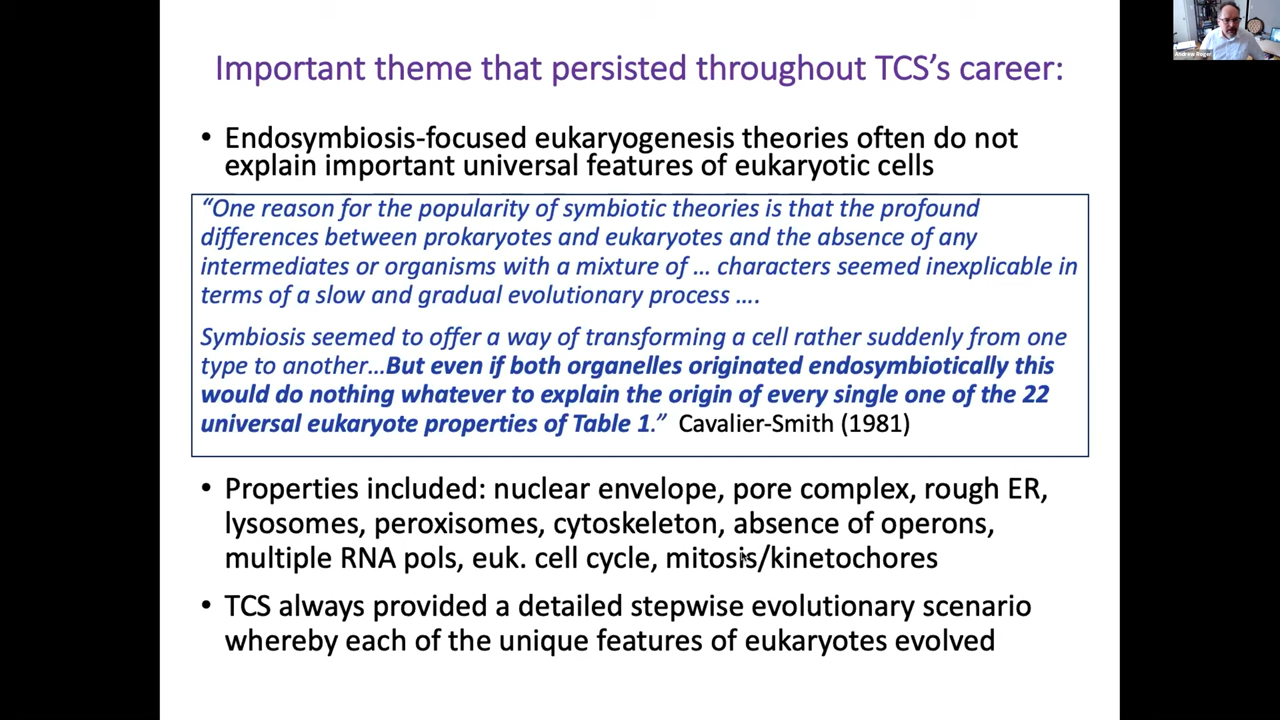 Important theme that persisted throughout TCS's career:
• Endosymbiosis-focused eukaryogenesis theories often do not
explain important universal features of eukaryotic cells
“One reason for the popularity of symbiotic theories is that the profound
differences between prokaryotes and eukaryotes and the absence of any
intermediates or organisms with a mixture of … characters seemed inexplicable in
terms of a slow and gradual evolutionary process ….
Symbiosis seemed to offer a way of transforming a cell rather suddenly from one
type to another…But even if both organelles originated endosymbiotically this
would do nothing whatever to explain the origin of every single one of the 22
universal eukaryote properties of Table 1.” Cavalier-Smith (1981)
• Properties included: nuclear envelope, pore complex, rough ER,
lysosomes, peroxisomes, cytoskeleton, absence of operons,
multiple RNA pols, euk. cell cycle, mitosis/kinetochores
• TCS always provided a detailed stepwise evolutionary scenario
whereby each of the unique features of eukaryotes evolved
Andrew Roger